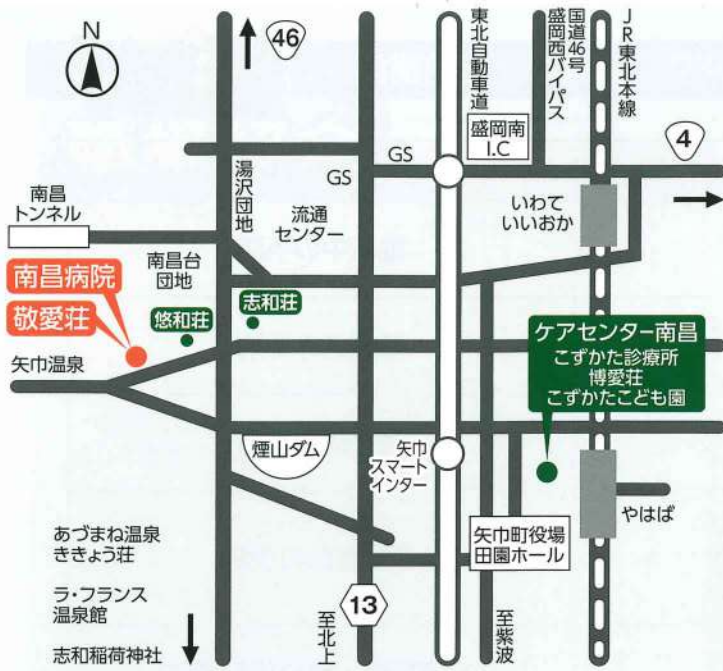 N
46
東北自動車道
国道46号
盛岡西バイパス
JR東北本線
盛岡南
I.C
4
湯沢団地
GS
GS
流通
センター
いわて
いいおか
南昌
トンネル
南昌台
団地
南昌病院
敬愛荘
悠和荘
志和荘
ケアセンター南昌
こずかた診療所
博愛荘
こずかたこども園
矢巾温泉
煙山ダム
矢巾
スマート
インター
やはば
矢巾町役場
田園ホール
あづまね温泉
ききょう荘
ラ・フランス
温泉館
志和稲荷神社
至北上
13
至紫波